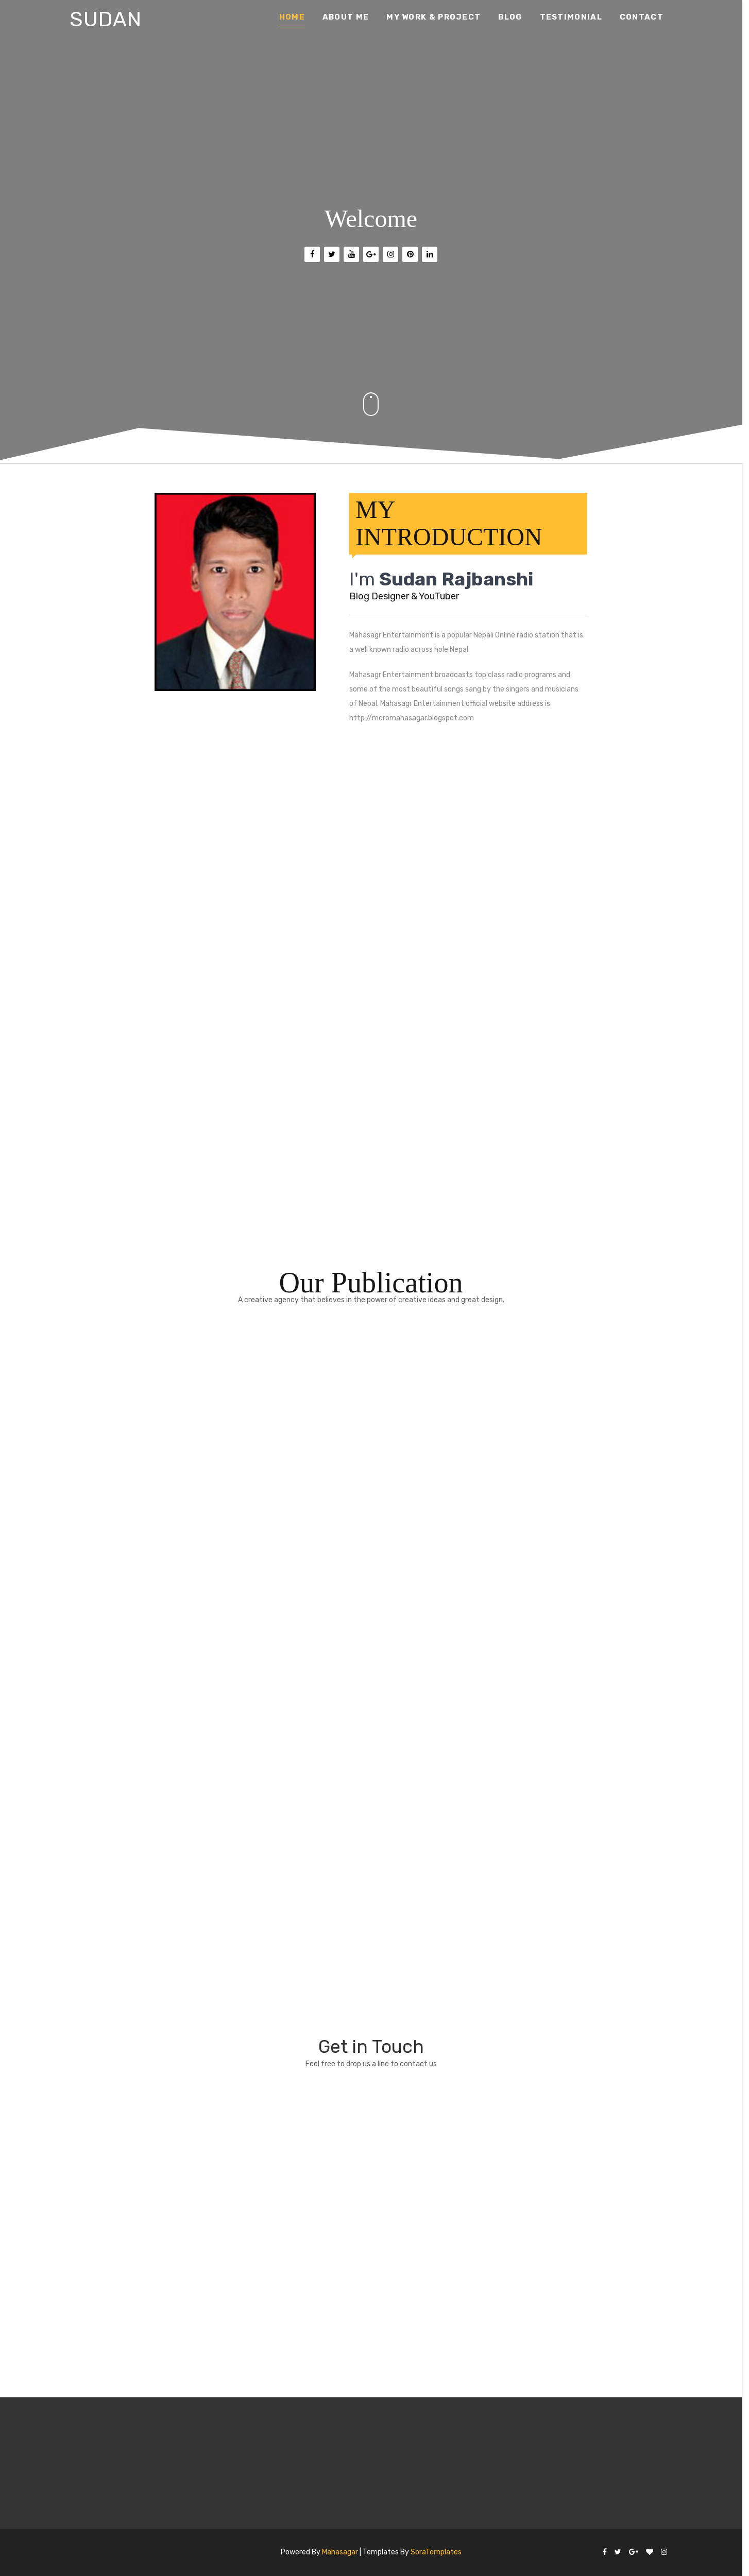 SUDAN
HOME ABOUT ME MY WORK & PROJECT BLOG TESTIMONIAL CONTACT
Welcome
MY
INTRODUCTION
I'm Sudan Rajbanshi
Blog Designer & YouTuber
Mahasagr Entertainment is a popular Nepali Online radio station that is
a well known radio across hole Nepal.
Mahasagr Entertainment broadcasts top class radio programs and
some of the most beautiful songs sang by the singers and musicians
of Nepal. Mahasagr Entertainment official website address is
http://meromahasagar.blogspot.com
Our Publication
A creative agency that believes in the power of creative ideas and great design.
Get in Touch
Feel free to drop us a line to contact us
Powered By Mahasagar | Templates By SoraTemplates